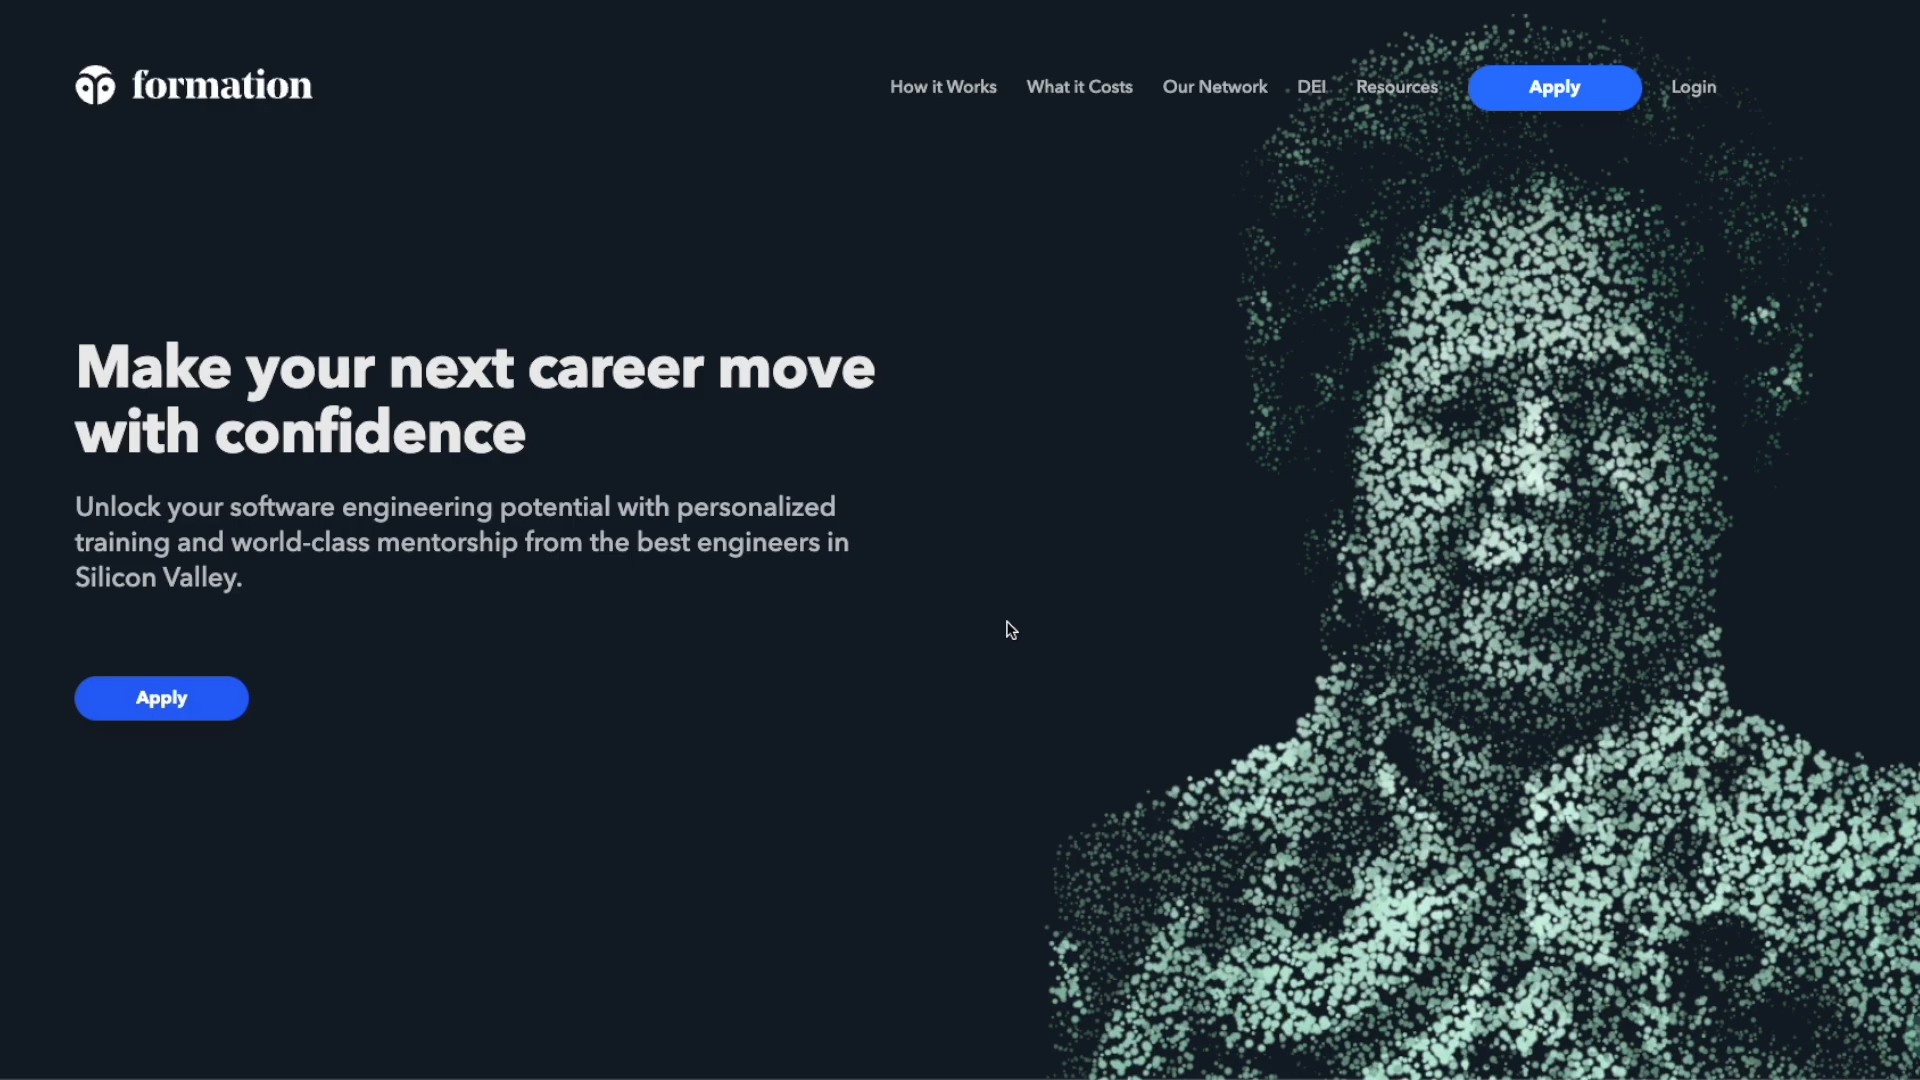 formation
How it Works
What it Costs
Our Network
DEI
Resources
Apply
Login
Make your next career move
with confidence
Unlock your software engineering potential with personalized
training and world-class mentorship from the best engineers in
Silicon Valley.
Apply